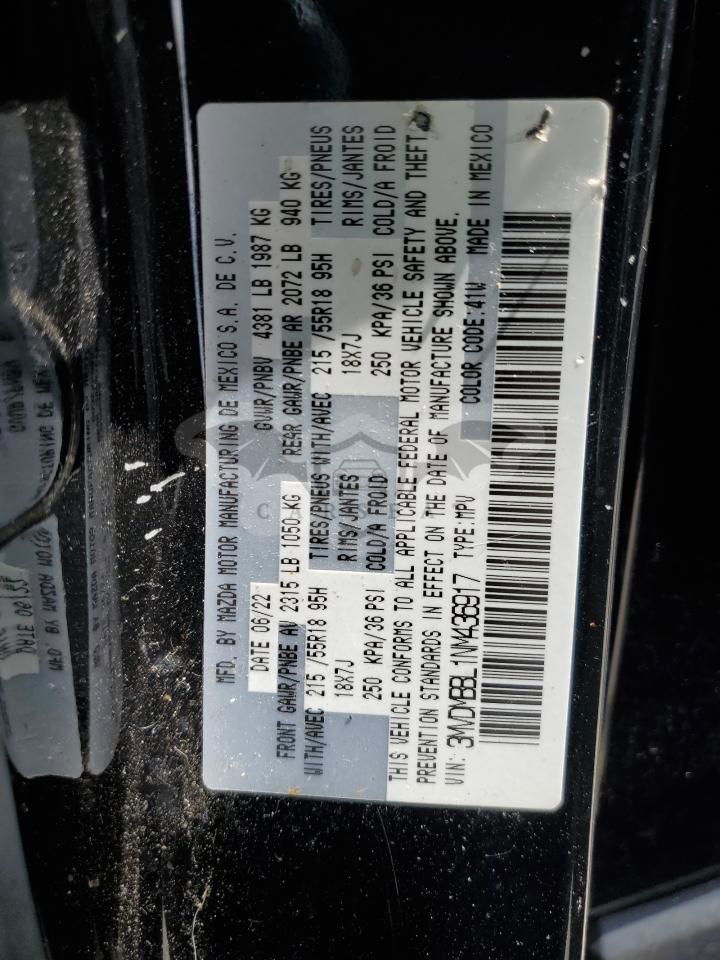 MFD. BY MAZDA MOTOR MANUFACTURING DE MEXICO S.A. DE C.V.
DATE 06/22 GVWR/PNBV 4381 LB 1987 KG
FRONT GAWR/PNBE AV 2315 LB 1050 KG REAR GAWR/PNBE AR 2072 LB 940 KG
WITH/AVEC 215 /55R18 95H TIRES/PNEUS WITH/AVEC 215 /55R18 95H TIRES/PNEUS
18X7J RIMS/JANTES 18X7J RIMS/JANTES
250 KPA/36 PSI COLD/A FROID 250 KPA/36 PSI COLD/A FROID
THIS VEHICLE CONFORMS TO ALL APPLICABLE FEDERAL MOTOR VEHICLE SAFETY AND THEFT
PREVENTION STANDARDS IN EFFECT ON THE DATE OF MANUFACTURE SHOWN ABOVE.
VIN: 3MVDMBBL1NM436917 TYPE:MPV COLOR CODE:41W MADE IN MEXICO